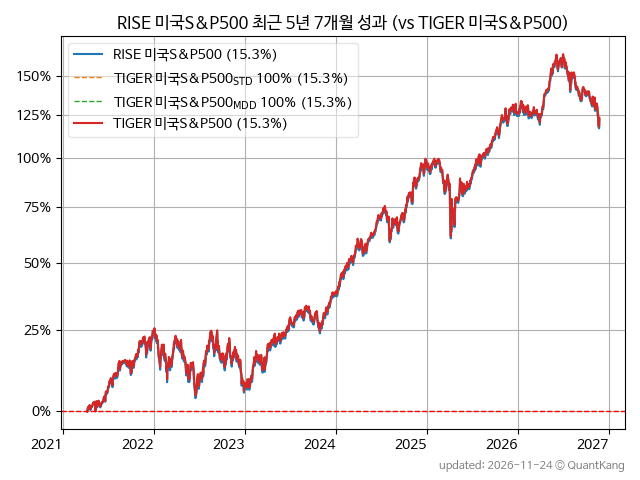 RISE 미국S&P500 최근 5년 7개월 성과 (vs TIGER 미국S&P500)
RISE 미국S&P500 (15.3%)
TIGER 미국S&P500STD 100% (15.3%)
TIGER 미국S&P500MDD 100% (15.3%)
TIGER 미국S&P500 (15.3%)
150%
125%
100%
75%
50%
25%
0%
2021 2022 2023 2024 2025 2026 2027
updated: 2026-11-24 © QuantKang